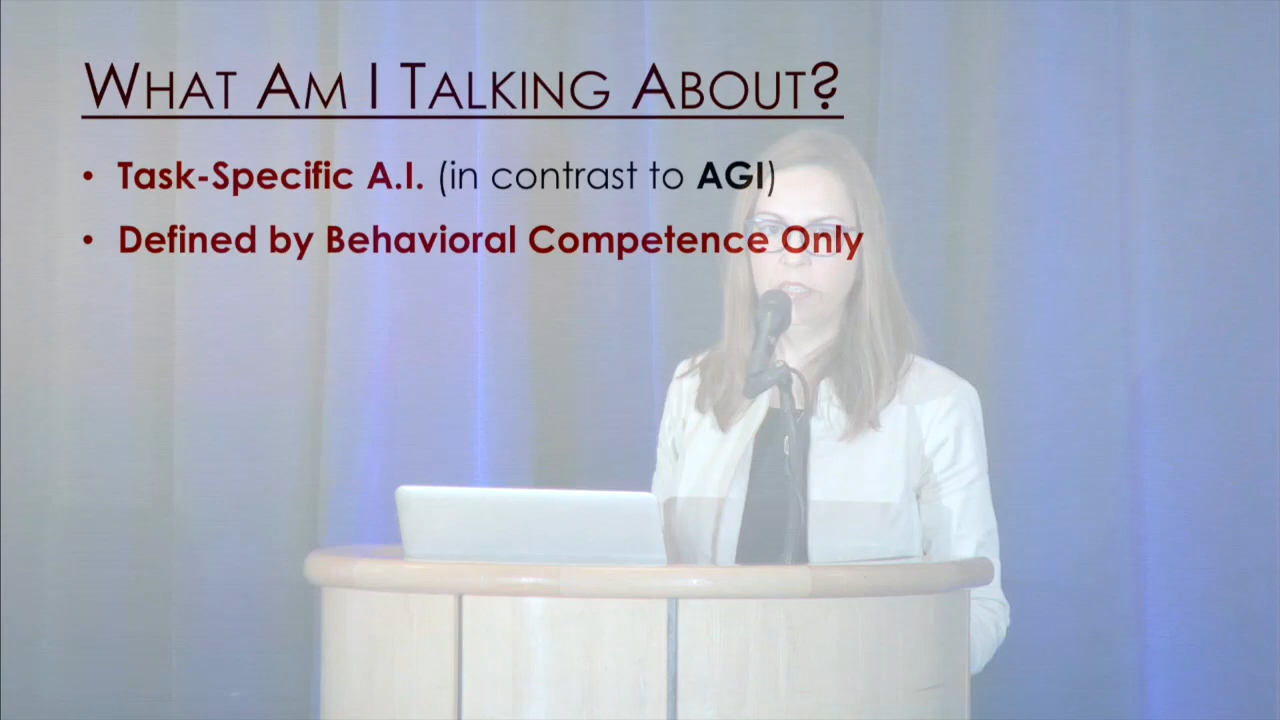 WHAT AM I TALKING ABOUT?
• Task-Specific A.I. (in contrast to AGI)
• Defined by Behavioral Competence Only